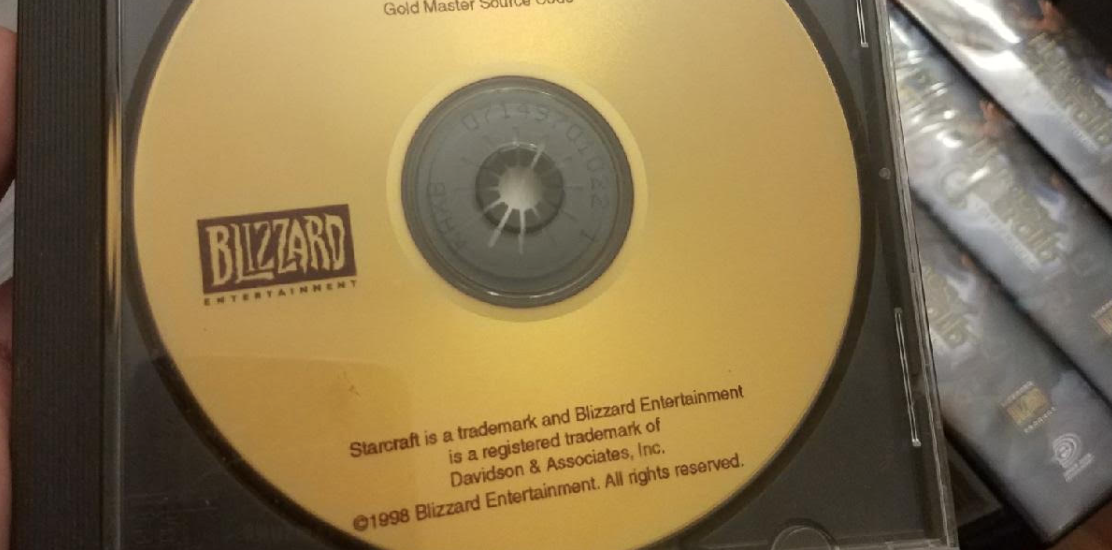 Gold Master Source Code
BLIZZARD
ENTERTAINMENT
Starcraft is a trademark and Blizzard Entertainment
is a registered trademark of
Davidson & Associates, Inc.
©1998 Blizzard Entertainment. All rights reserved.